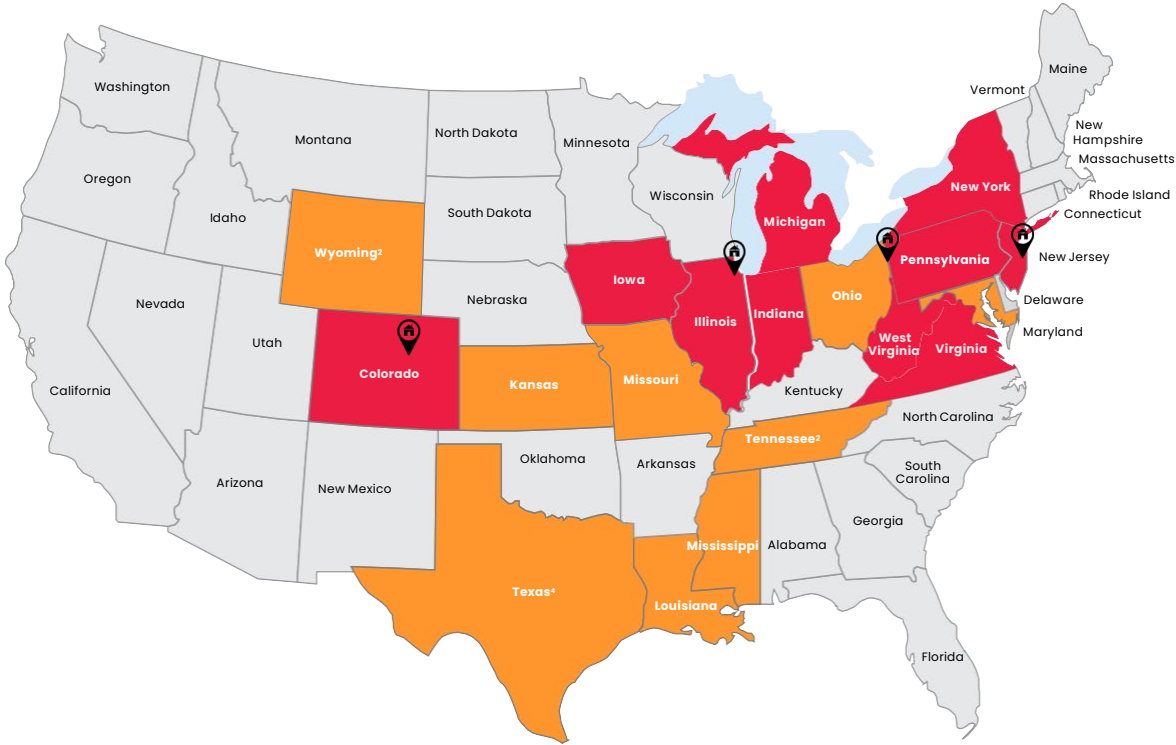 Maine
Washington
Vermont
New
Hampshire
Montana
North Dakota
Minnesota
Massachusetts
Oregon
Wisconsin
New York
Rhode Island
Idaho
South Dakota
Michigan
Connecticut
Wyoming²
Pennsylvania
New Jersey
Iowa
Nevada
Nebraska
Ohio
Delaware
Illinois
Indiana
Maryland
Utah
West
Virginia
Virginia
Colorado
Kansas
Missouri
California
Kentucky
North Carolina
Tennessee²
Oklahoma
Arkansas
South
Carolina
Arizona
New Mexico
Georgia
Mississippi
Alabama
Texas⁴
Louisiana
Florida